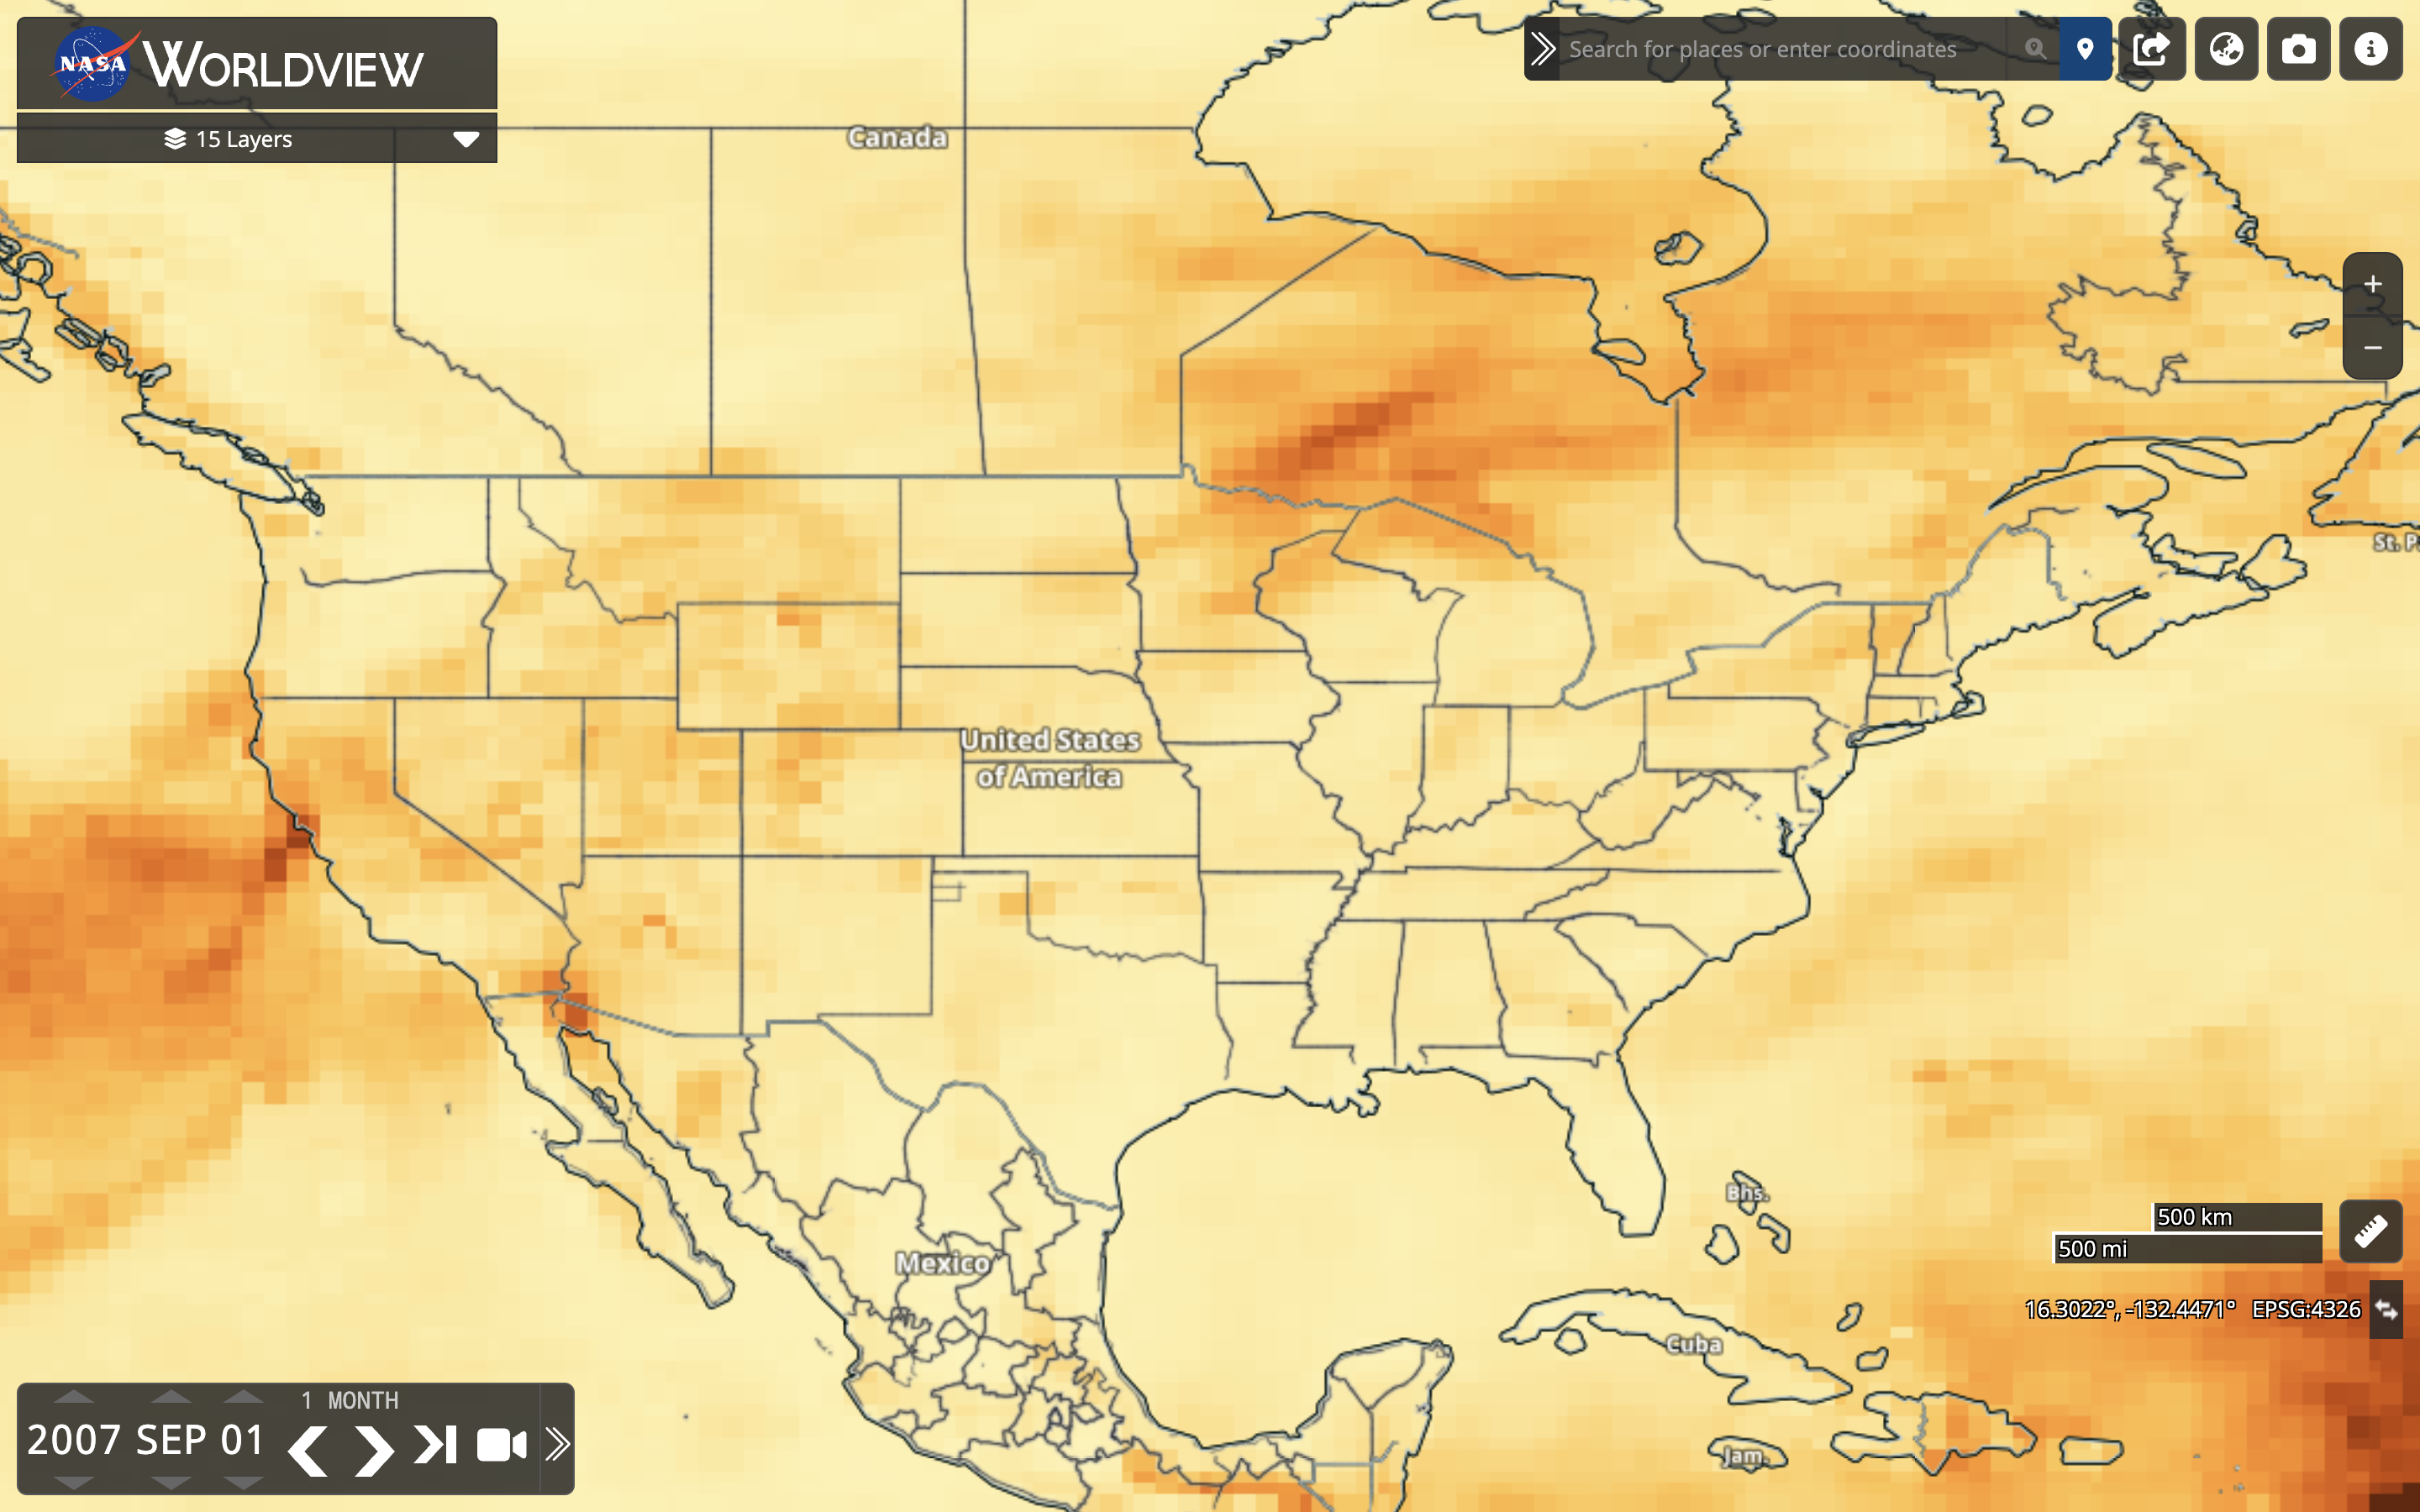 NASA WORLDVIEW
15 Layers
Search for places or enter coordinates
Canada
St. P
United States
of America
Bhs.
500 km
500 mi
Mexico
16.3022°, -132.4471° EPSG:4326
Cuba
Jam.
1 MONTH
2007 SEP 01